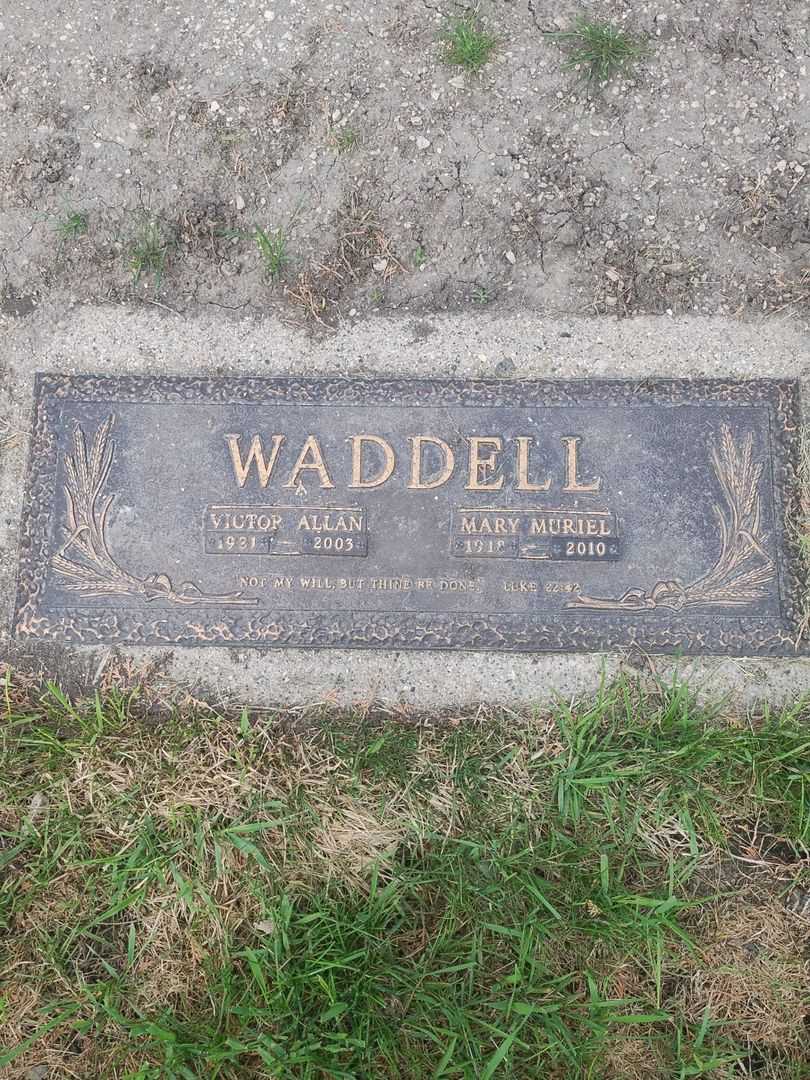 WADDELL
VICTOR ALLAN
1921 — 2003
MARY MURIEL
1918 — 2010
"NOT MY WILL, BUT THINE BE DONE." LUKE 22:42